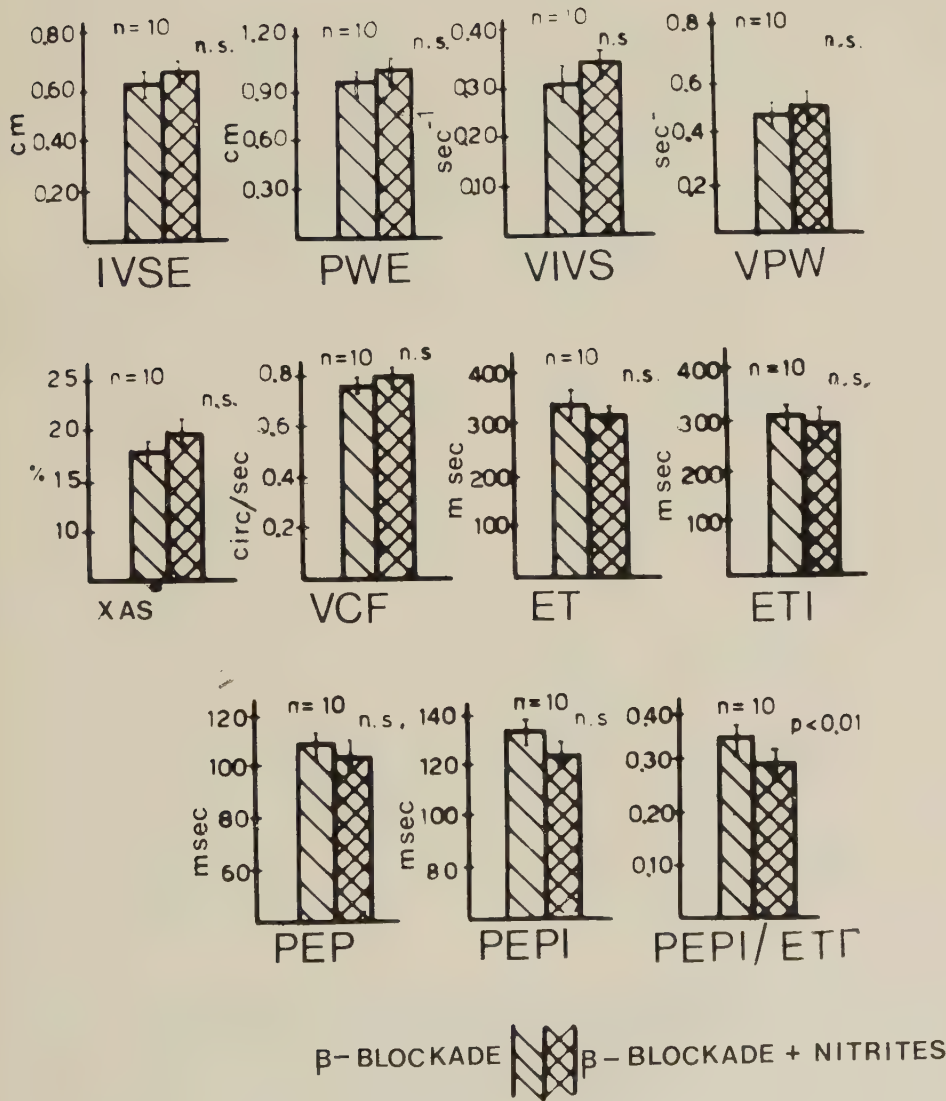 n=10 n.s.
0.80
0.60
0.40
0.20
cm
IVSE
n=10 n.s.
1.20
0.90
0.60
0.30
cm
PWE
n=10 n.s
0.40
0.30
0.20
0.10
sec-1
VIVS
n=10 n.s.
0.8
0.6
0.4
0.2
sec-
VPW
n=10 n.s.
25
20
15
10
%
XAS
n=10 n.s
0.8
0.6
0.4
0.2
circ/sec
VCF
n=10 n.s.
400
300
200
100
m sec
ET
n=10 n.s.
400
300
200
100
m sec
ETI
n=10 n.s.
120
100
80
60
msec
PEP
n=10 n.s
140
120
100
80
msec
PEPI
n=10 p<0.01
0.40
0.30
0.20
0.10
PEPI/ETI
β-BLOCKADE β-BLOCKADE + NITRITES